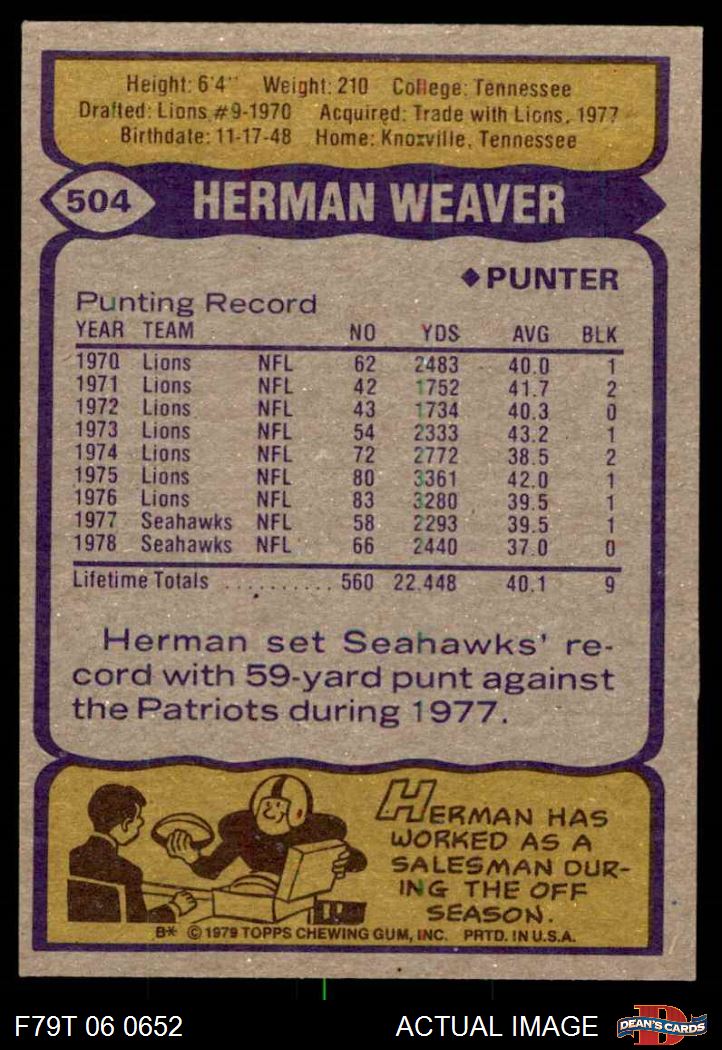 Height: 6'4" Weight: 210 College: Tennessee
Drafted: Lions #9-1970 Acquired: Trade with Lions, 1977
Birthdate: 11-17-48 Home: Knoxville, Tennessee
504 HERMAN WEAVER
◆PUNTER
Punting Record
YEAR TEAM NO YDS AVG BLK
1970 Lions NFL 62 2483 40.0 1
1971 Lions NFL 42 1752 41.7 2
1972 Lions NFL 43 1734 40.3 0
1973 Lions NFL 54 2333 43.2 1
1974 Lions NFL 72 2772 38.5 2
1975 Lions NFL 80 3361 42.0 1
1976 Lions NFL 83 3280 39.5 1
1977 Seahawks NFL 58 2293 39.5 1
1978 Seahawks NFL 66 2440 37.0 0
Lifetime Totals .......... 560 22,448 40.1 9
Herman set Seahawks' re-
cord with 59-yard punt against
the Patriots during 1977.
HERMAN HAS
WORKED AS A
SALESMAN DUR-
ING THE OFF
SEASON.
B* © 1979 TOPPS CHEWING GUM, INC. PRTD. IN U.S.A.
F79T 06 0652 ACTUAL IMAGE DEAN'S CARDS